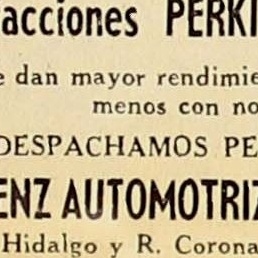 acciones PERKI
e dan mayor rendimie
menos con no
DESPACHAMOS PE
ENZ AUTOMOTRIZ
Hidalgo y R. Corona